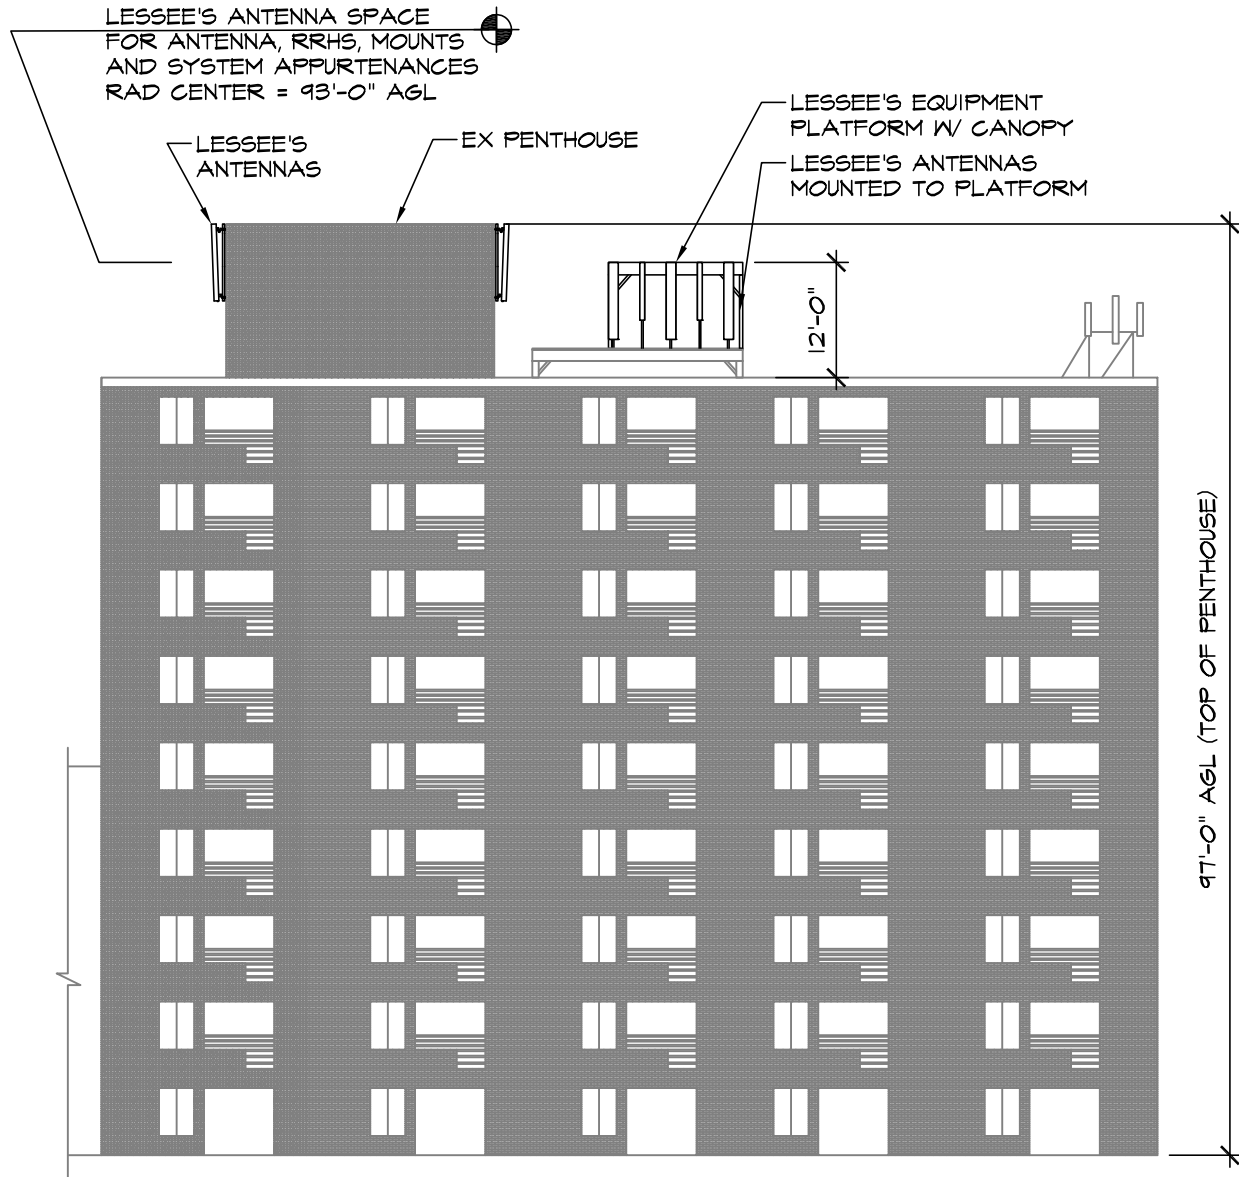 LESSEE'S ANTENNA SPACE
FOR ANTENNA, RRHS, MOUNTS
AND SYSTEM APPURTENANCES
RAD CENTER = 93'-0" AGL
LESSEE'S
ANTENNAS
EX PENTHOUSE
LESSEE'S EQUIPMENT
PLATFORM W/ CANOPY
LESSEE'S ANTENNAS
MOUNTED TO PLATFORM
12'-0"
97'-0" AGL (TOP OF PENTHOUSE)